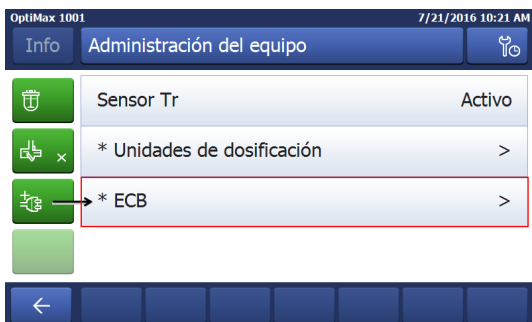 OptiMax 1001 7/21/2016 10:21 AM
Info Administración del equipo
Sensor Tr Activo
* Unidades de dosificación >
* ECB >